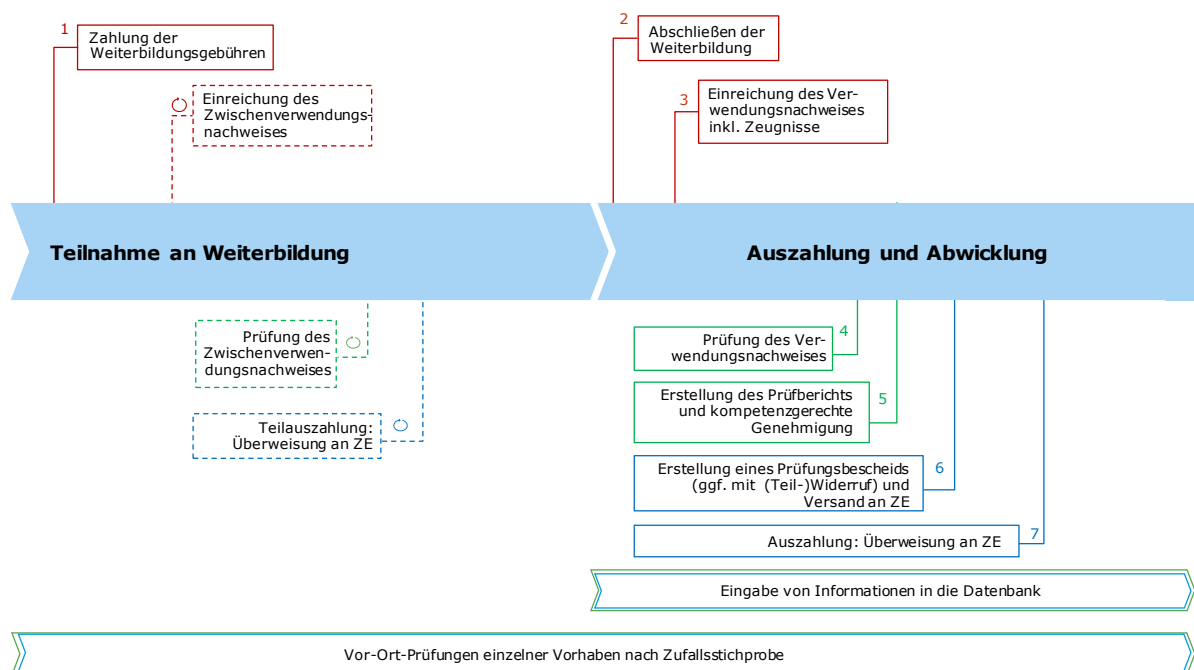 1
Zahlung der
Weiterbildungsgebühren
Einreichung des
Zwischenverwendungs-
nachweises
2
Abschließen der
Weiterbildung
3
Einreichung des Ver-
wendungsnachweises
inkl. Zeugnisse
Teilnahme an Weiterbildung
Auszahlung und Abwicklung
Prüfung des
Zwischenverwen-
dungsnachweises
Teilauszahlung:
Überweisung an ZE
4
Prüfung des Ver-
wendungsnachweises
5
Erstellung des Prüfberichts
und kompetenzgerechte
Genehmigung
6
Erstellung eines Prüfungsbescheids
(ggf. mit (Teil-)Widerruf) und
Versand an ZE
7
Auszahlung: Überweisung an ZE
Eingabe von Informationen in die Datenbank
Vor-Ort-Prüfungen einzelner Vorhaben nach Zufallsstichprobe